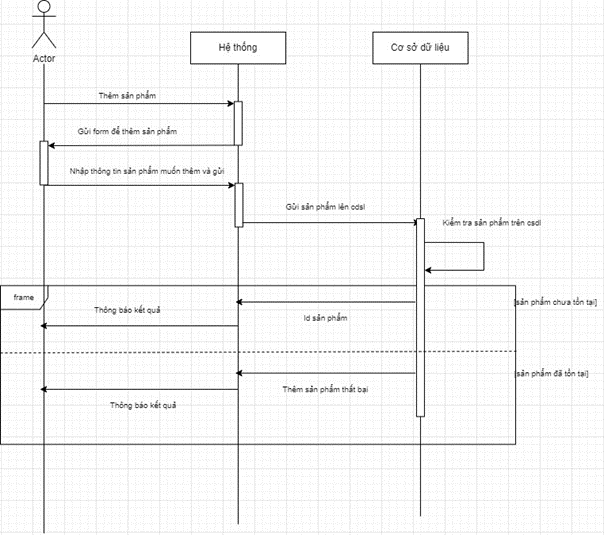 Hệ thống
Cơ sở dữ liệu
Actor
Thêm sản phẩm
Gửi form để thêm sản phẩm
Nhập thông tin sản phẩm muốn thêm và gửi
Gửi sản phẩm lên cdsl
Kiểm tra sản phẩm trên csdl
frame
[sản phẩm chưa tồn tại]
Thông báo kết quả
Id sản phẩm
[sản phẩm đã tồn tại]
Thêm sản phẩm thất bại
Thông báo kết quả